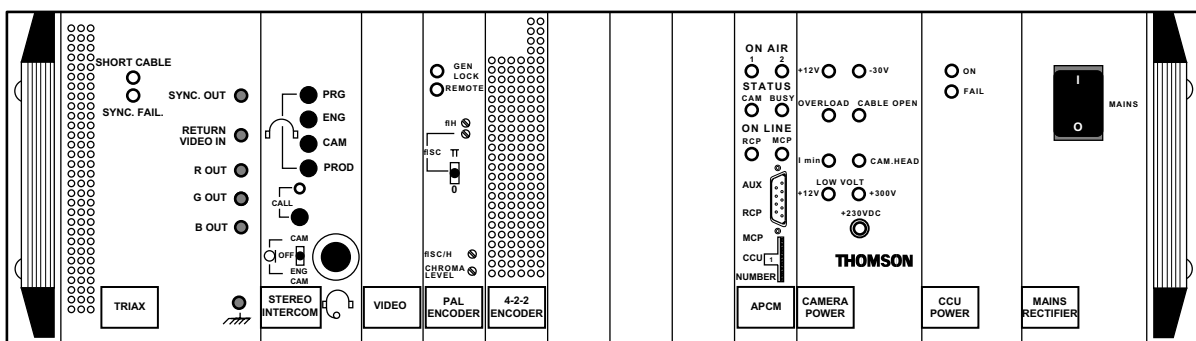 SHORT CABLE
SYNC. FAIL.
SYNC. OUT
RETURN
VIDEO IN
R OUT
G OUT
B OUT
TRIAX
PRG
ENG
CAM
PROD
CALL
CAM
OFF
ENG
CAM
STEREO
INTERCOM
VIDEO
GEN
LOCK
REMOTE
flH
flSC
π
0
flSC/H
CHROMA
LEVEL
PAL
ENCODER
4-2-2
ENCODER
ON AIR
1 2
STATUS
CAM BUSY
ON LINE
RCP MCP
AUX
RCP
MCP
CCU 1
NUMBER
APCM
+12V -30V
OVERLOAD CABLE OPEN
I min CAM.HEAD
LOW VOLT
+12V +300V
+230VDC
THOMSON
CAMERA
POWER
ON
FAIL
CCU
POWER
I
O
MAINS
MAINS
RECTIFIER